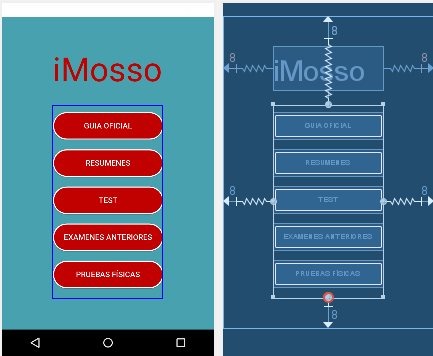 iMosso
GUIA OFICIAL
RESUMENES
TEST
EXAMENES ANTERIORES
PRUEBAS FÍSICAS
8
8
iMosso
8
GUIA OFICIAL
RESUMENES
8
TEST
8
EXAMENES ANTERIORES
PRUEBAS FÍSICAS
8